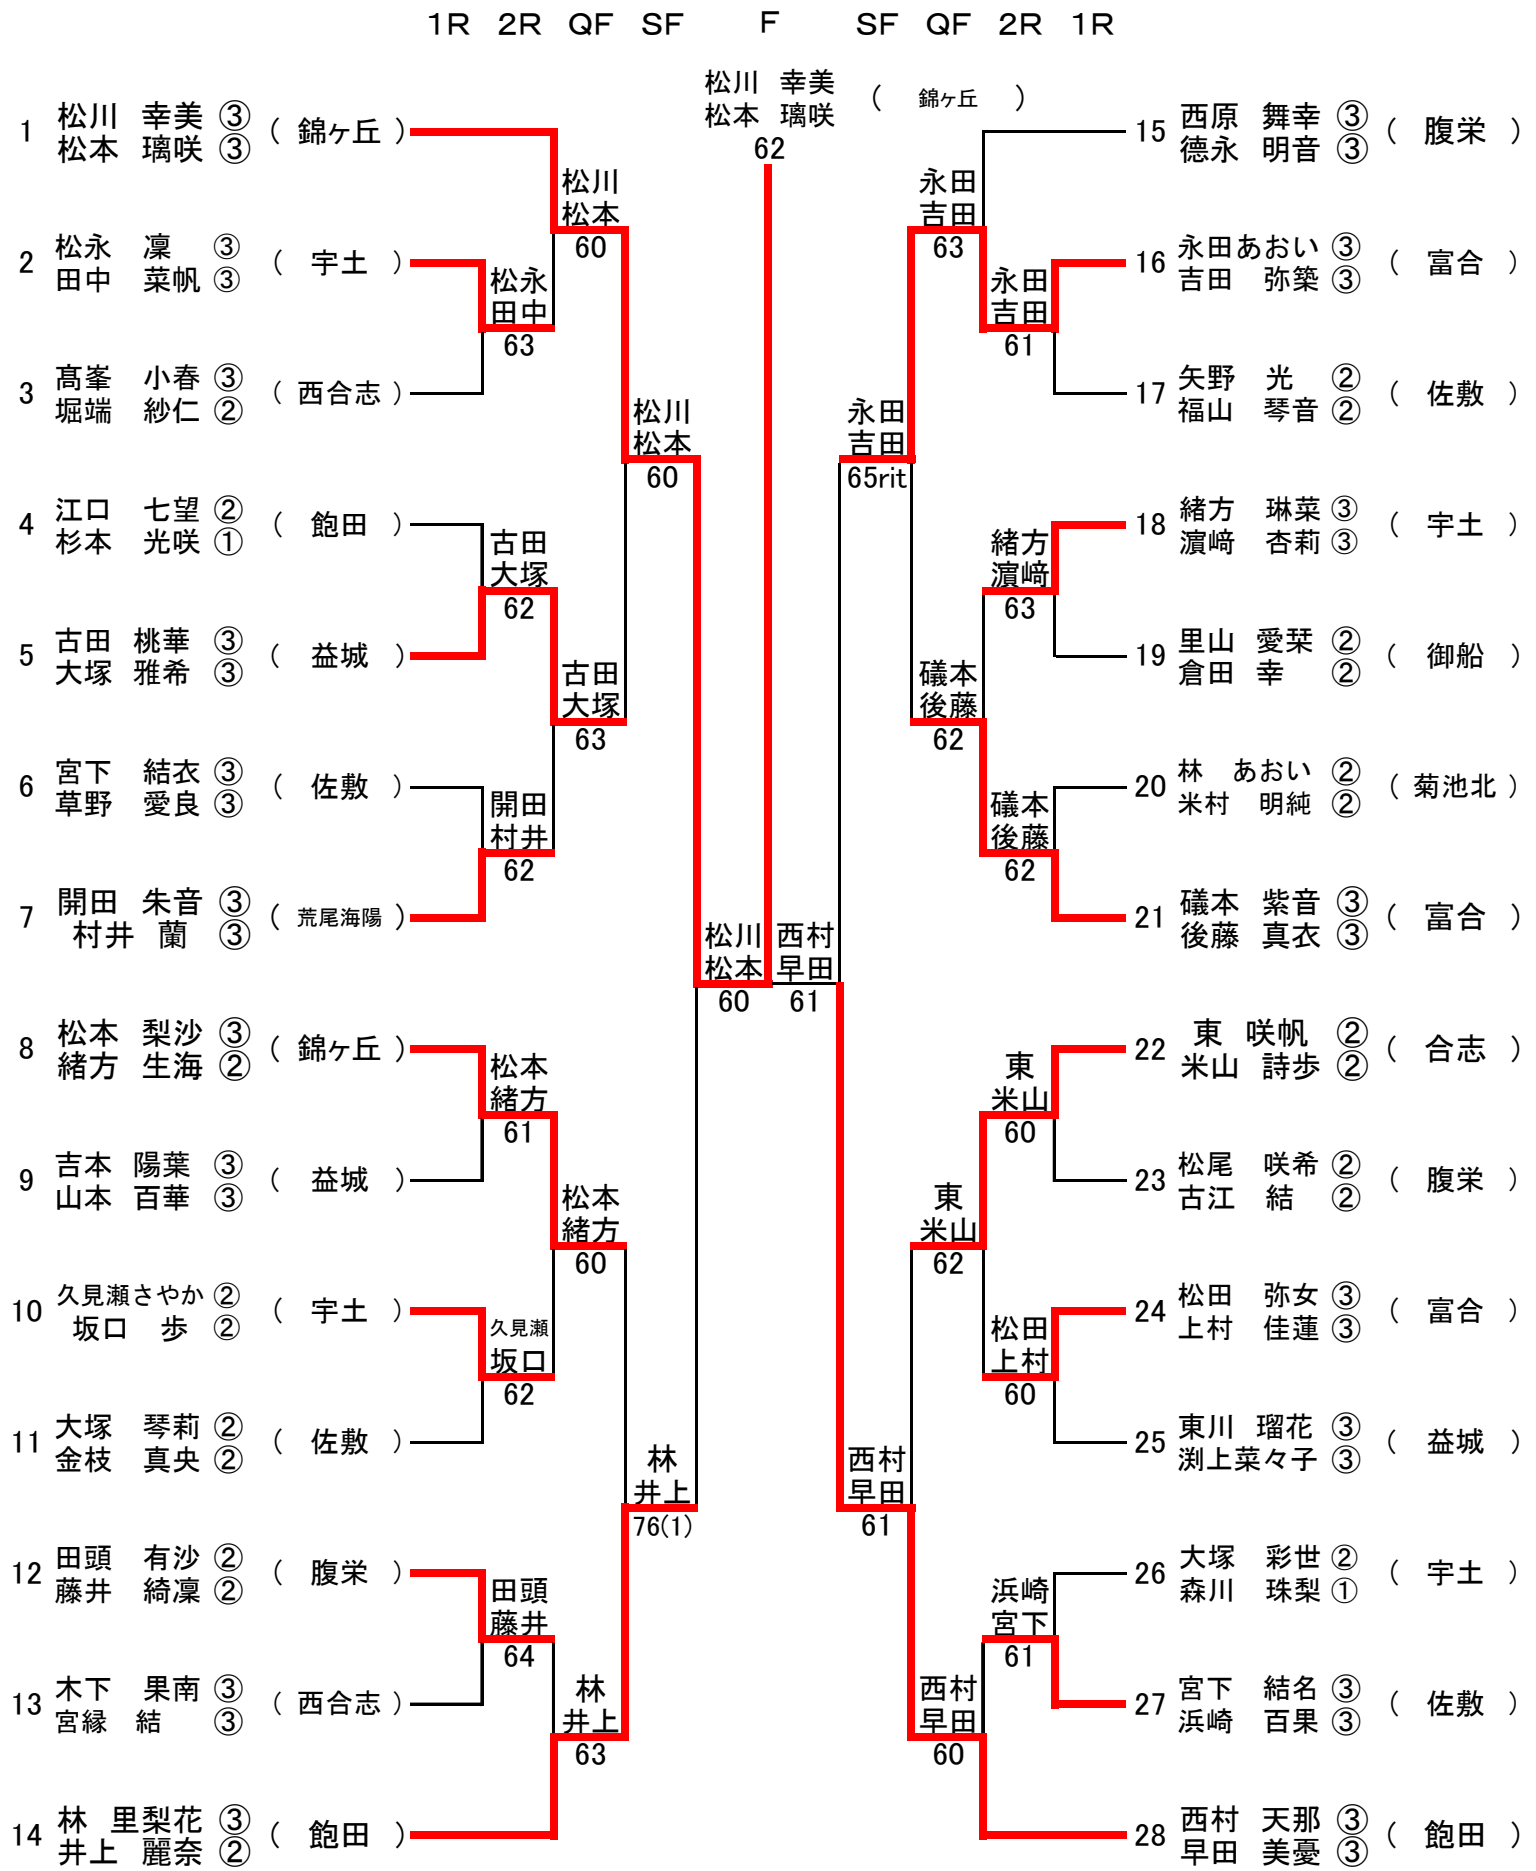 1R 2R QF SF F SF QF 2R 1R
松川 幸美
松本 璃咲
( 錦ヶ丘 )
62
1 松川 幸美 ③ ( 錦ヶ丘 )
松本 璃咲 ③
2 松永 凜 ③ ( 宇土 )
田中 菜帆 ③
3 髙峯 小春 ③ ( 西合志 )
堀端 紗仁 ②
4 江口 七望 ② ( 飽田 )
杉本 光咲 ①
5 古田 桃華 ③ ( 益城 )
大塚 雅希 ③
6 宮下 結衣 ③ ( 佐敷 )
草野 愛良 ③
7 開田 朱音 ③ ( 荒尾海陽 )
村井 蘭 ③
8 松本 梨沙 ③ ( 錦ヶ丘 )
緒方 生海 ②
9 吉本 陽葉 ③ ( 益城 )
山本 百華 ③
10 久見瀬さやか ② ( 宇土 )
坂口 歩 ②
11 大塚 琴莉 ② ( 佐敷 )
金枝 真央 ②
12 田頭 有沙 ② ( 腹栄 )
藤井 綺凜 ②
13 木下 果南 ③ ( 西合志 )
宮縁 結 ③
14 林 里梨花 ③ ( 飽田 )
井上 麗奈 ②
松永
田中
63
古田
大塚
62
開田
村井
62
松本
緒方
61
久見瀬
坂口
62
田頭
藤井
64
松川
松本
60
古田
大塚
63
松本
緒方
60
林
井上
63
松川
松本
60
林
井上
76(1)
松川
松本
60
西村
早田
61
永田
吉田
65rit
西村
早田
61
永田
吉田
63
礒本
後藤
62
東
米山
62
西村
早田
60
永田
吉田
61
緒方
濵﨑
63
礒本
後藤
62
東
米山
60
松田
上村
60
浜崎
宮下
61
15 西原 舞幸 ③ ( 腹栄 )
德永 明音 ③
16 永田あおい ③ ( 富合 )
吉田 弥築 ③
17 矢野 光 ② ( 佐敷 )
福山 琴音 ②
18 緒方 琳菜 ③ ( 宇土 )
濵﨑 杏莉 ③
19 里山 愛栞 ② ( 御船 )
倉田 幸 ②
20 林 あおい ② ( 菊池北 )
米村 明純 ②
21 礒本 紫音 ③ ( 富合 )
後藤 真衣 ③
22 東 咲帆 ② ( 合志 )
米山 詩歩 ②
23 松尾 咲希 ② ( 腹栄 )
古江 結 ②
24 松田 弥女 ③ ( 富合 )
上村 佳蓮 ③
25 東川 瑠花 ③ ( 益城 )
渕上菜々子 ③
26 大塚 彩世 ② ( 宇土 )
森川 珠梨 ①
27 宮下 結名 ③ ( 佐敷 )
浜崎 百果 ③
28 西村 天那 ③ ( 飽田 )
早田 美憂 ③